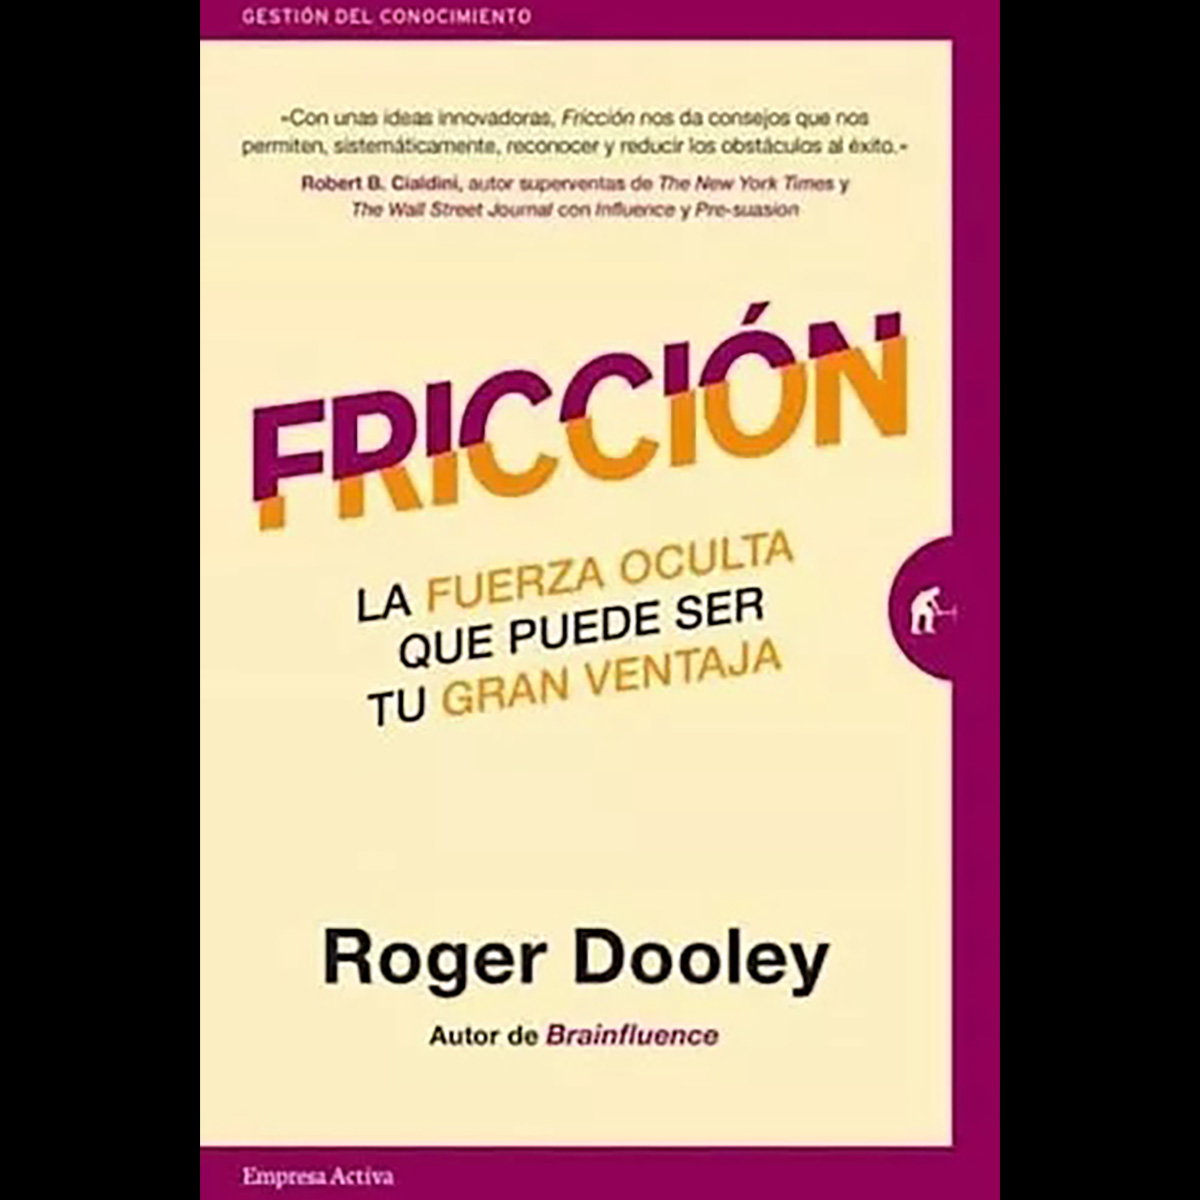 GESTIÓN DEL CONOCIMIENTO
«Con unas ideas innovadoras, Fricción nos da consejos que nos
permiten, sistemáticamente, reconocer y reducir los obstáculos al éxito.»
Robert B. Cialdini, autor superventas de The New York Times y
The Wall Street Journal con Influence y Pre-suasion
FRICCIÓN
LA FUERZA OCULTA
QUE PUEDE SER
TU GRAN VENTAJA
Roger Dooley
Autor de Brainfluence
Empresa Activa